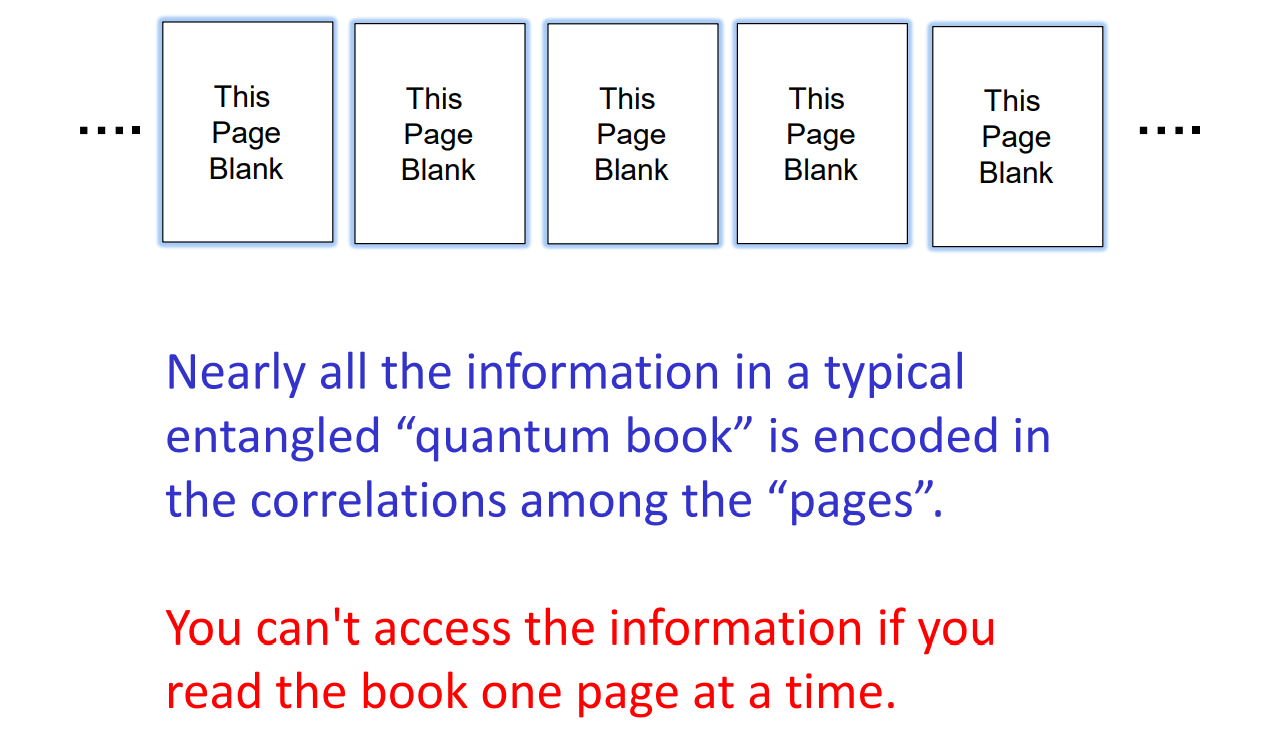 This
Page
Blank
This
Page
Blank
This
Page
Blank
This
Page
Blank
This
Page
Blank
....
....
Nearly all the information in a typical
entangled “quantum book” is encoded in
the correlations among the “pages”.
You can't access the information if you
read the book one page at a time.